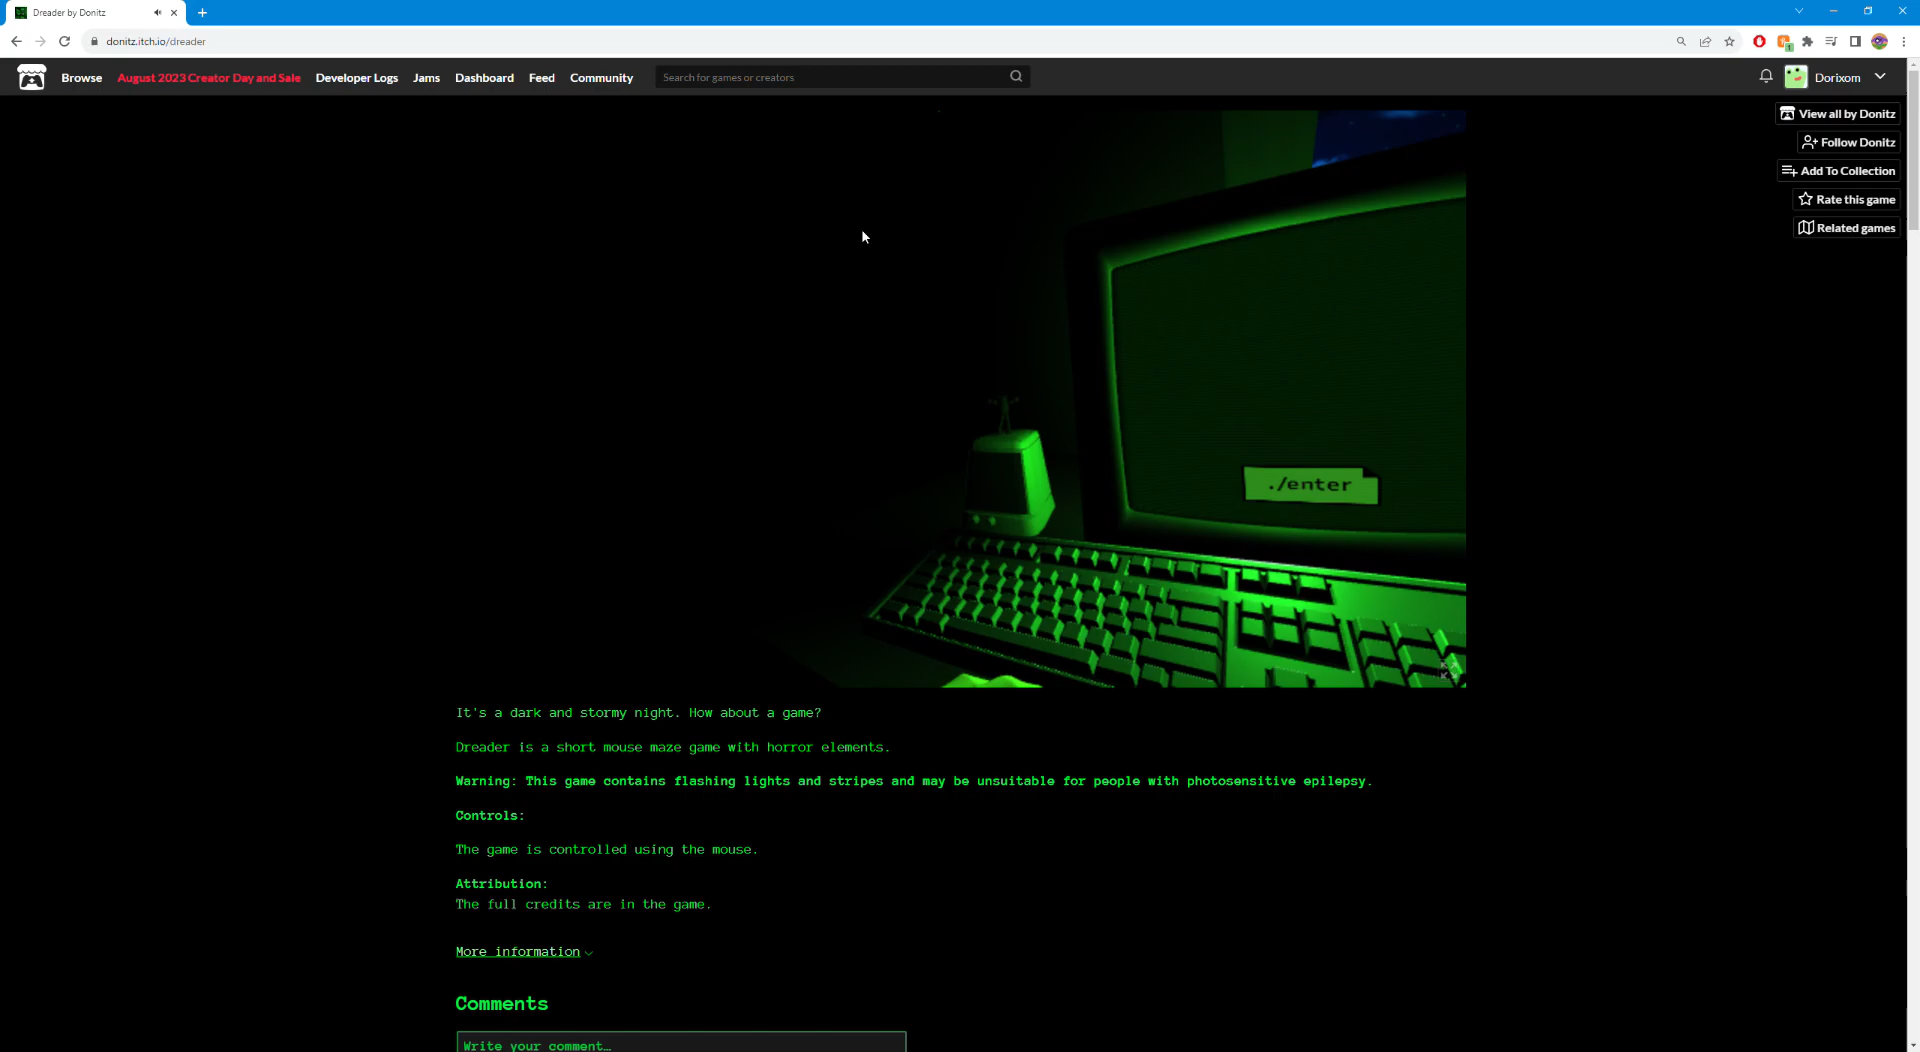 Dreader by Donitz
donitz.itch.io/dreader
1
Browse
August 2023 Creator Day and Sale
Developer Logs
Jams
Dashboard
Feed
Community
Search for games or creators
Dorixom
View all by Donitz
Follow Donitz
Add To Collection
Rate this game
Related games
./enter
It's a dark and stormy night. How about a game?
Dreader is a short mouse maze game with horror elements.
Warning: This game contains flashing lights and stripes and may be unsuitable for people with photosensitive epilepsy.
Controls:
The game is controlled using the mouse.
Attribution:
The full credits are in the game.
More information
Comments
Write your comment…